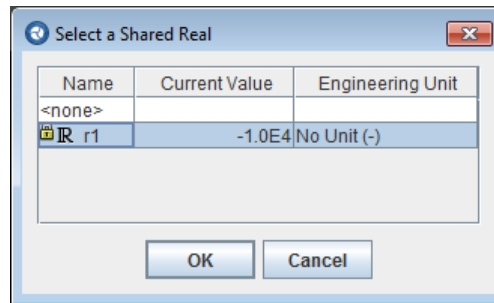 Select a Shared Real
Name Current Value Engineering Unit
<none>
ℝ r1 -1.0E4 No Unit (-)
OK Cancel